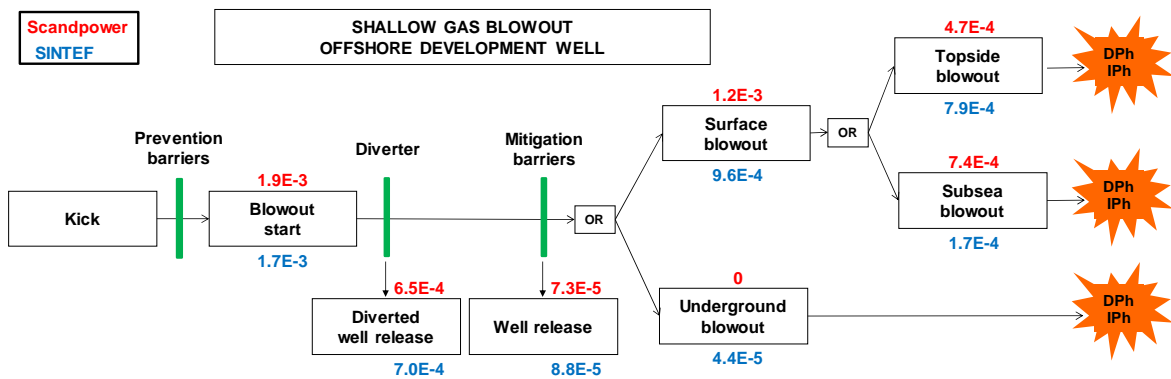 Scandpower
SINTEF
SHALLOW GAS BLOWOUT
OFFSHORE DEVELOPMENT WELL
4.7E-4
Topside
blowout
7.9E-4
DPh
IPh
1.2E-3
Surface
blowout
9.6E-4
OR
Prevention
barriers
Diverter
Mitigation
barriers
7.4E-4
Subsea
blowout
1.7E-4
DPh
IPh
Kick
1.9E-3
Blowout
start
1.7E-3
OR
6.5E-4
Diverted
well release
7.0E-4
7.3E-5
Well release
8.8E-5
0
Underground
blowout
4.4E-5
DPh
IPh